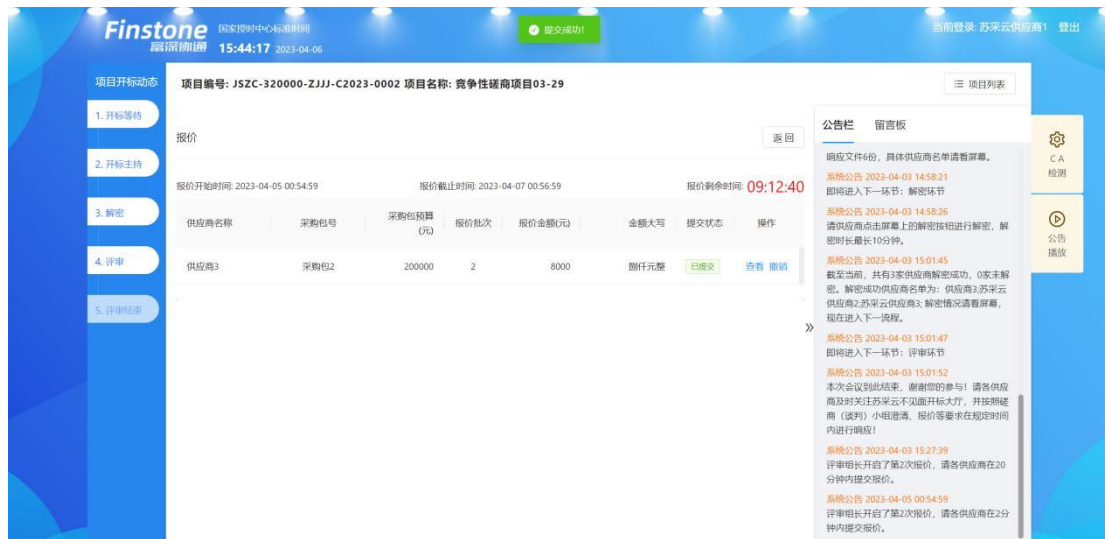 Finstone
富深协通
国家授时中心标准时间
15:44:17 2023-04-06
提交成功!
当前登录: 苏采云供应商1 登出
项目开标动态
1. 开标等待
2. 开标主持
3. 解密
4. 评审
5. 评审结束
项目编号: JSZC-320000-ZJJJ-C2023-0002 项目名称: 竞争性磋商项目03-29
项目列表
报价
返回
报价开始时间: 2023-04-05 00:54:59 报价截止时间: 2023-04-07 00:56:59 报价剩余时间: 09:12:40
供应商名称 采购包号 采购包预算(元) 报价批次 报价金额(元) 金额大写 提交状态 操作
供应商3 采购包2 200000 2 8000 捌仟元整 已提交 查看 撤销
公告栏 留言板
响应文件6份，具体供应商名单请看屏幕。
系统公告 2023-04-03 14:58:21
即将进入下一环节：解密环节
系统公告 2023-04-03 14:58:26
请供应商点击屏幕上的解密按钮进行解密，解
密时长最长10分钟。
系统公告 2023-04-03 15:01:45
截至当前，共有3家供应商解密成功，0家未解
密。解密成功供应商名单为：供应商3;苏采云
供应商2;苏采云供应商3; 解密情况请看屏幕，
现在进入下一流程。
系统公告 2023-04-03 15:01:47
即将进入下一环节：评审环节
系统公告 2023-04-03 15:01:52
本次会议到此结束，谢谢您的参与！请各供应
商及时关注苏采云不见面开标大厅，并按照磋
商（谈判）小组澄清、报价等要求在规定时间
内进行响应！
系统公告 2023-04-03 15:27:39
评审组长开启了第2次报价，请各供应商在20
分钟内提交报价。
系统公告 2023-04-05 00:54:59
评审组长开启了第2次报价，请各供应商在2分
钟内提交报价。
CA
检测
公告
播放